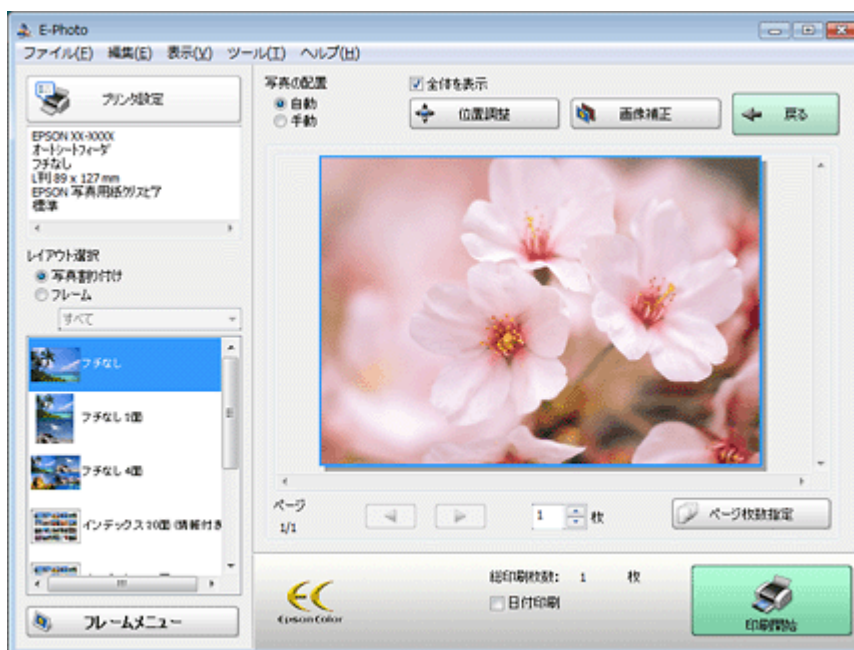 E-Photo
ファイル(F) 編集(E) 表示(V) ツール(T) ヘルプ(H)
プリンタ設定
EPSON XX-XXXX
オートシートフィーダ
フチなし
L判 89 x 127 mm
EPSON 写真用紙クリスピア
標準
レイアウト選択
写真割り付け
フレーム
すべて
フチなし
フチなし 2面
フチなし 4面
インデックス 20面 (情報付き
フレームメニュー
写真の配置
自動
手動
全体を表示
位置調整
画像補正
戻る
ページ
1/1
1 枚
ページ枚数指定
EC
Epson Color
総印刷枚数: 1 枚
日付印刷
印刷開始